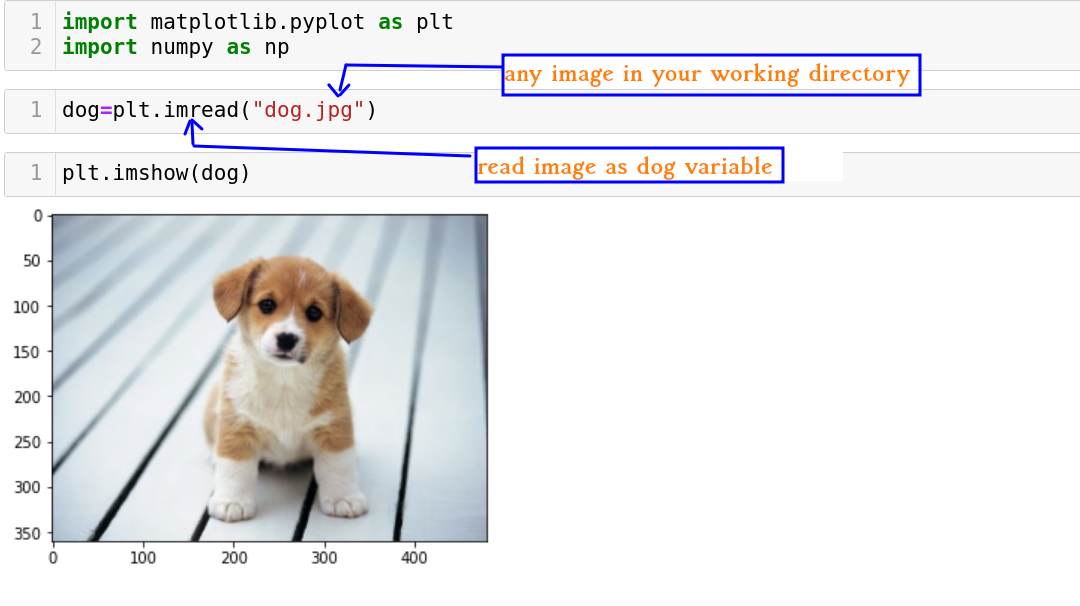 1 import matplotlib.pyplot as plt
2 import numpy as np
any image in your working directory
1 dog=plt.imread("dog.jpg")
read image as dog variable
1 plt.imshow(dog)
0
50
100
150
200
250
300
350
0 100 200 300 400